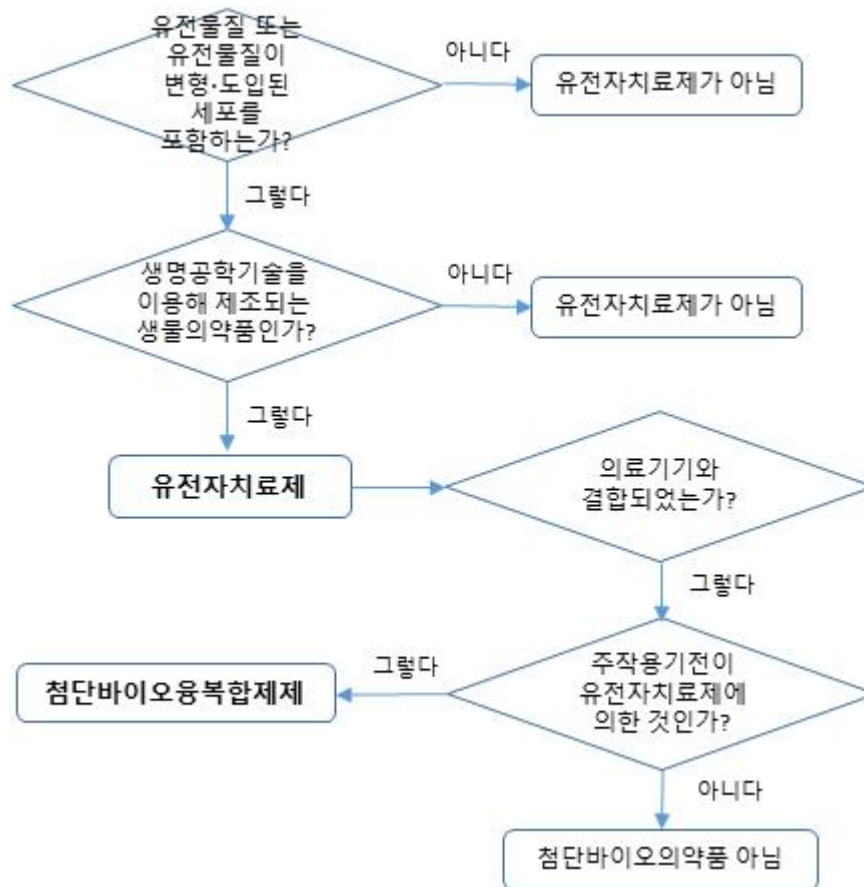 유전물질 또는
유전물질이
변형·도입된
세포를
포함하는가?
아니다
유전자치료제가 아님
그렇다
생명공학기술을
이용해 제조되는
생물의약품인가?
아니다
유전자치료제가 아님
그렇다
유전자치료제
의료기기와
결합되었는가?
그렇다
주작용기전이
유전자치료제에
의한 것인가?
그렇다
첨단바이오융복합제제
아니다
첨단바이오의약품 아님